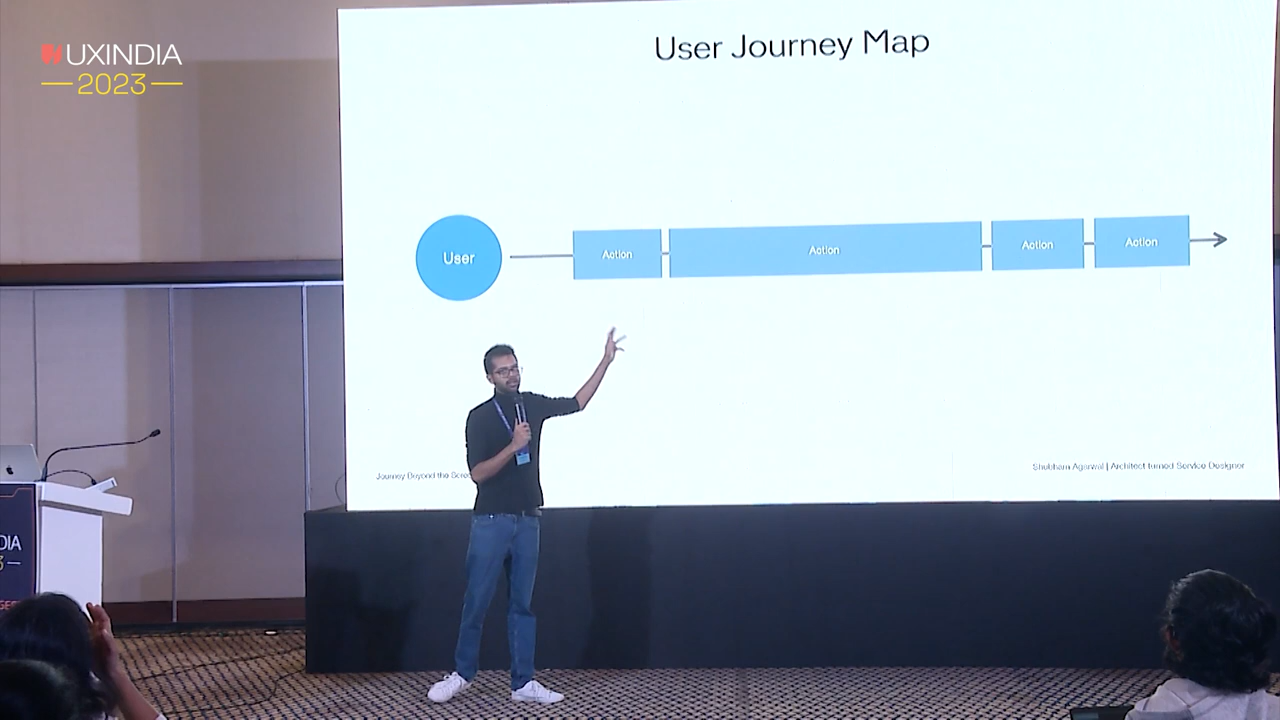 UXINDIA
2023
User Journey Map
User
Action
Action
Action
Action
Journey Beyond the
Shubham Agarwal | Architect turned Service Designer
DIA